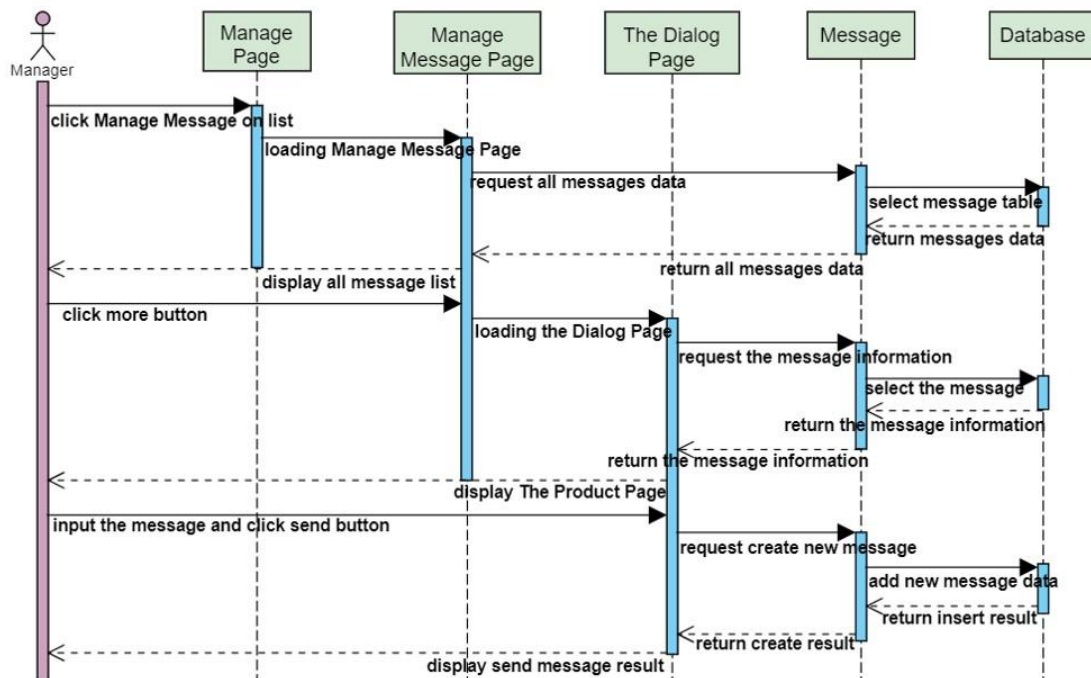 Manage
Page
Manage
Message Page
The Dialog
Page
Message
Database
Manager
click Manage Message on list
loading Manage Message Page
request all messages data
select message table
return messages data
return all messages data
display all message list
click more button
loading the Dialog Page
request the message information
select the message
return the message information
return the message information
display The Product Page
input the message and click send button
request create new message
add new message data
return insert result
return create result
display send message result